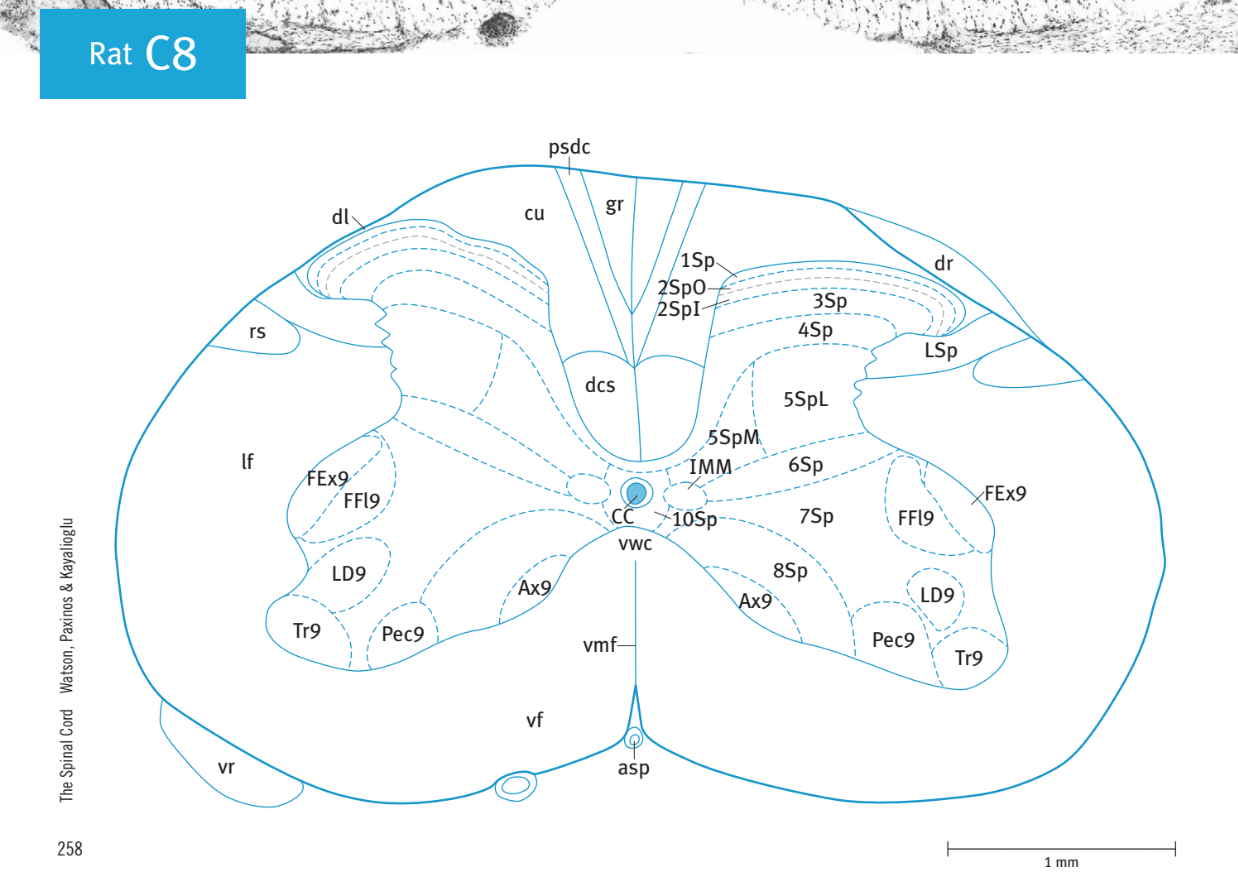 Rat C8
psdc
dl
cu
gr
1Sp
dr
2SpO
2SpI
3Sp
rs
4Sp
LSp
dcs
5SpL
5SpM
lf
IMM
6Sp
FEx9
FFl9
FEx9
CC
10Sp
7Sp
FFl9
vwc
LD9
8Sp
Ax9
Ax9
LD9
Tr9
Pec9
vmf
Pec9
Tr9
vf
vr
asp
The Spinal Cord Watson, Paxinos & Kayalioglu
258
1 mm